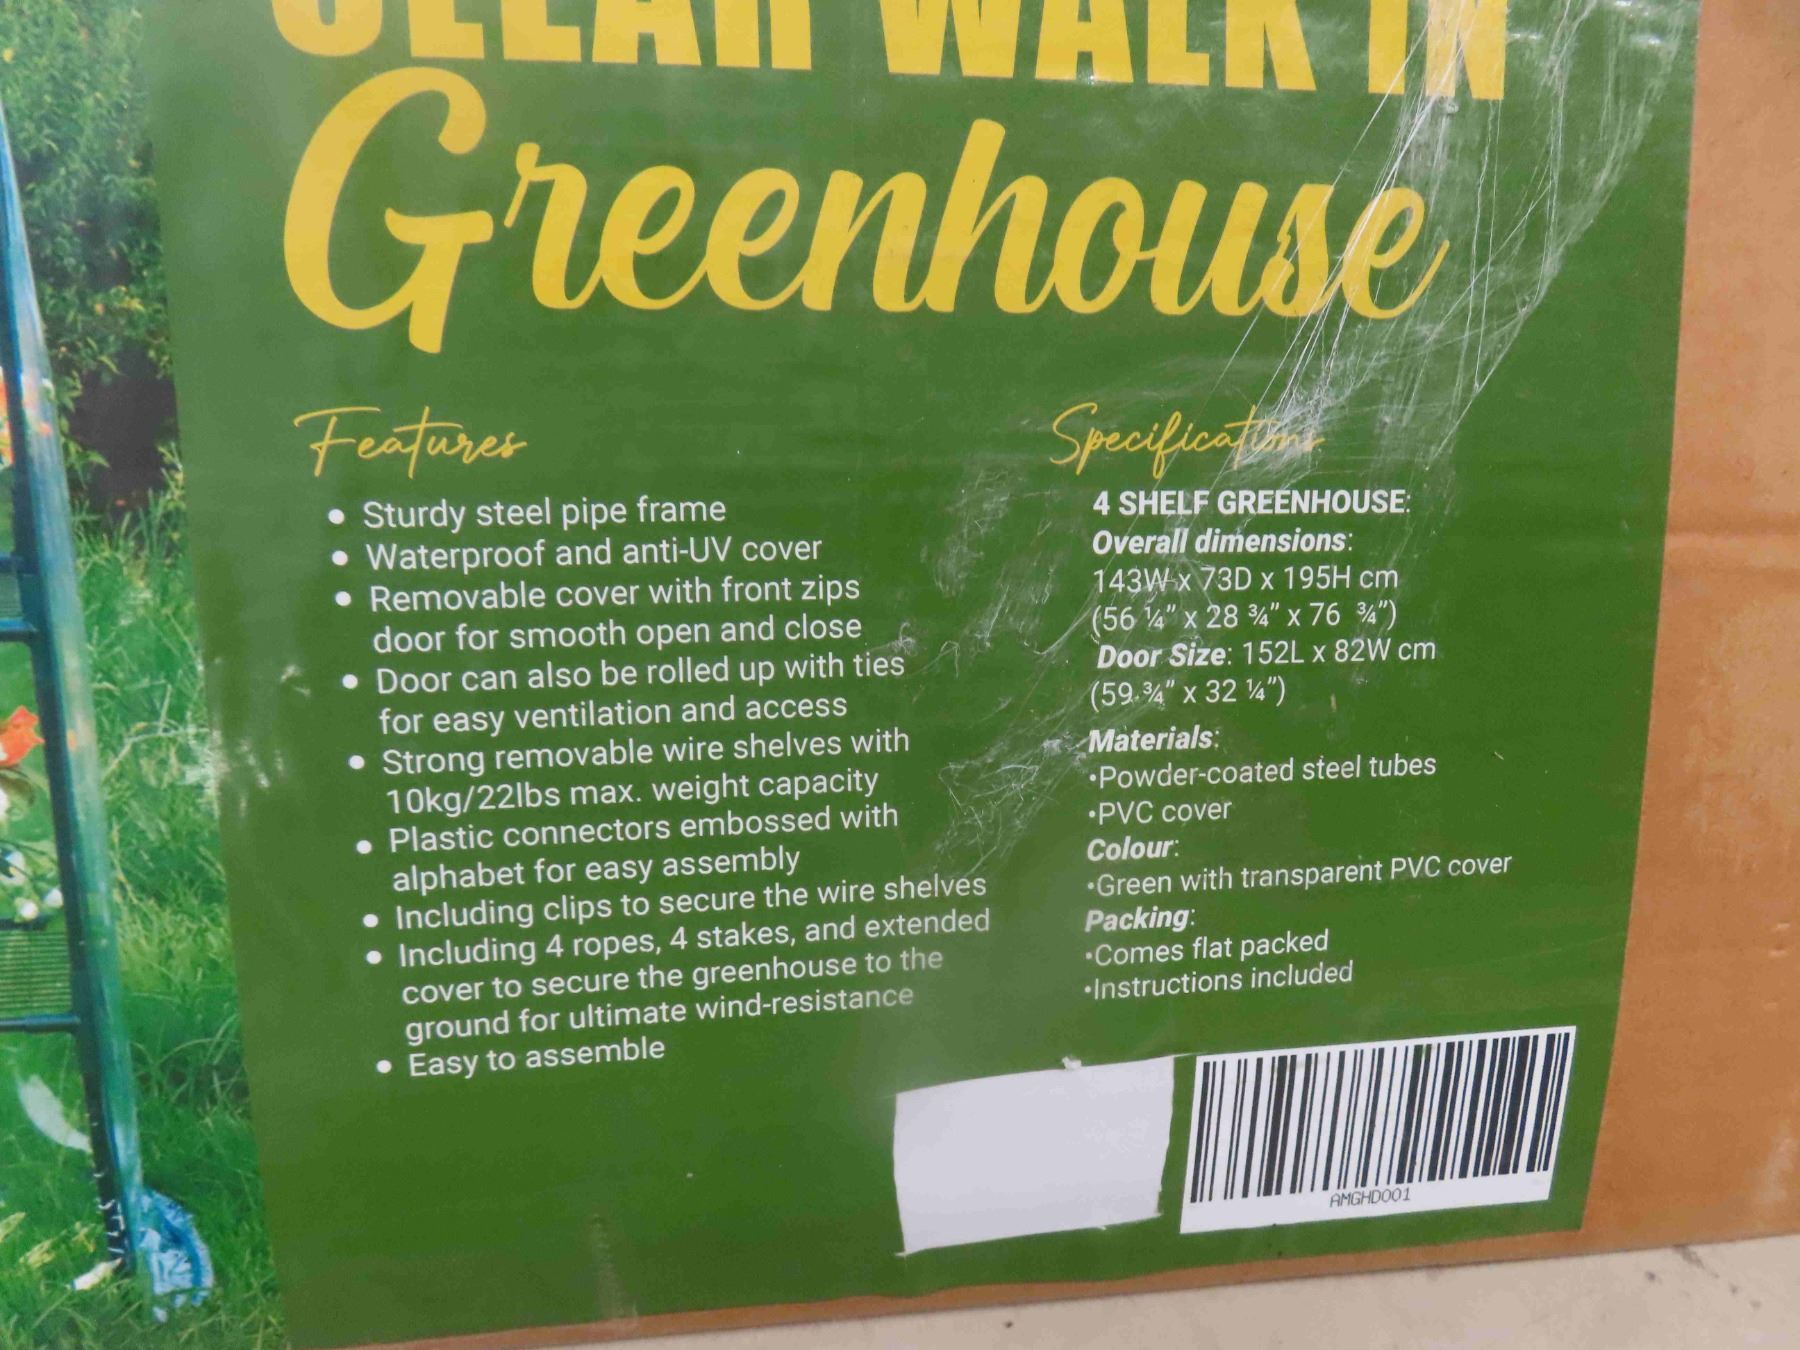 CLEAR WALK IN
Greenhouse
Features
• Sturdy steel pipe frame
• Waterproof and anti-UV cover
• Removable cover with front zips
door for smooth open and close
• Door can also be rolled up with ties
for easy ventilation and access
• Strong removable wire shelves with
10kg/22lbs max. weight capacity
• Plastic connectors embossed with
alphabet for easy assembly
• Including clips to secure the wire shelves
• Including 4 ropes, 4 stakes, and extended
cover to secure the greenhouse to the
ground for ultimate wind-resistance
• Easy to assemble
Specifications
4 SHELF GREENHOUSE:
Overall dimensions:
143W x 73D x 195H cm
(56 ¼" x 28 ¾" x 76 ¾")
Door Size: 152L x 82W cm
(59 ¾" x 32 ¼")
Materials:
•Powder-coated steel tubes
•PVC cover
Colour:
•Green with transparent PVC cover
Packing:
•Comes flat packed
•Instructions included
AMGHD001